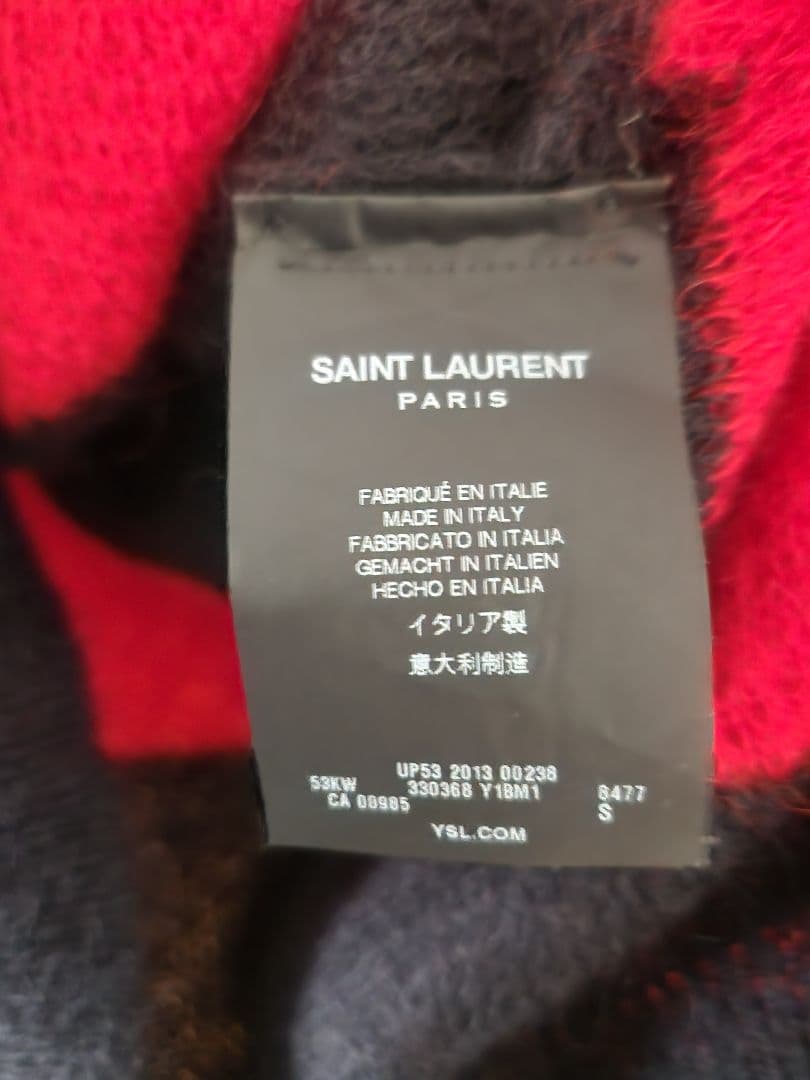 SAINT LAURENT
PARIS
FABRIQUÉ EN ITALIE
MADE IN ITALY
FABBRICATO IN ITALIA
GEMACHT IN ITALIEN
HECHO EN ITALIA
イタリア製
意大利制造
UP53 2013 00238
53KW 330368 Y1BM1 8477
CA 00985 S
YSL.COM